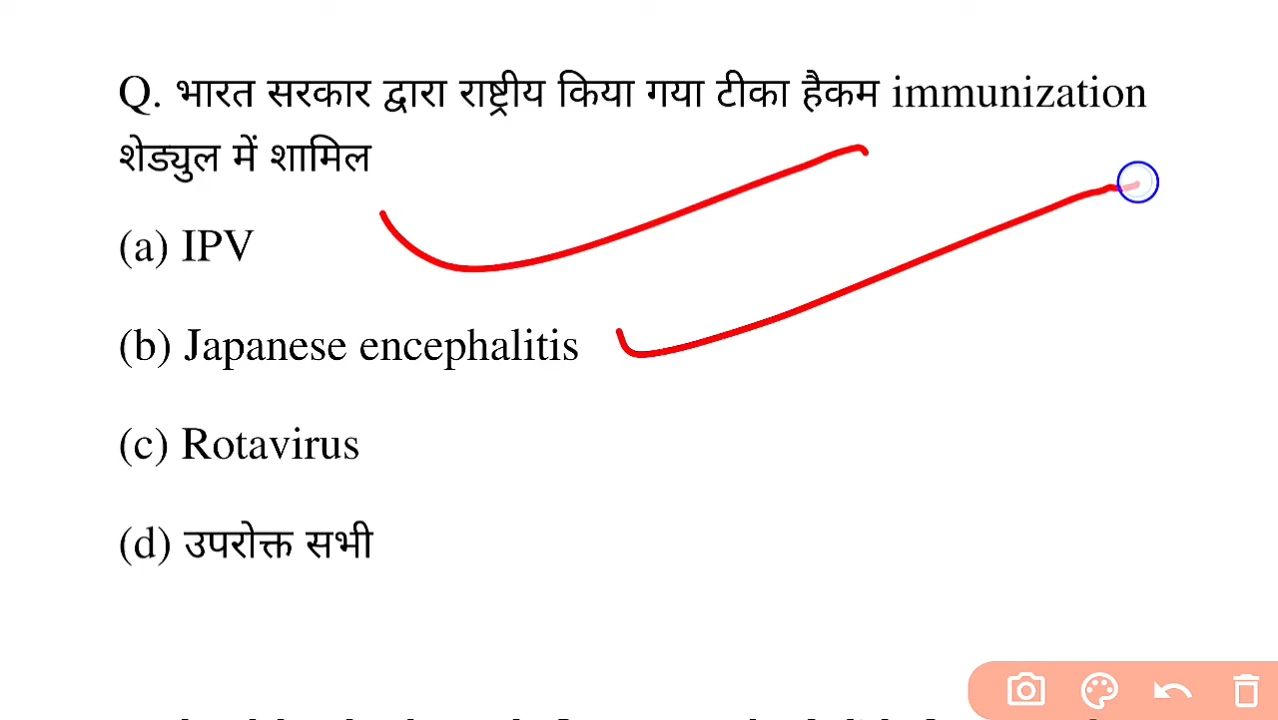 Q. भारत सरकार द्वारा राष्ट्रीय किया गया टीका हैकम immunization
शेड्युल में शामिल
(a) IPV
(b) Japanese encephalitis
(c) Rotavirus
(d) उपरोक्त सभी